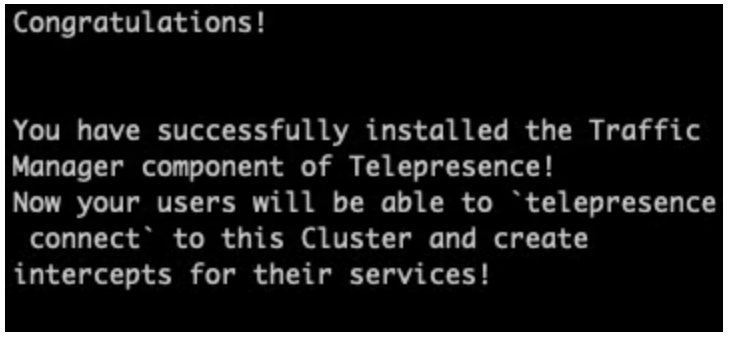 Congratulations!
You have successfully installed the Traffic
Manager component of Telepresence!
Now your users will be able to `telepresence
connect` to this Cluster and create
intercepts for their services!